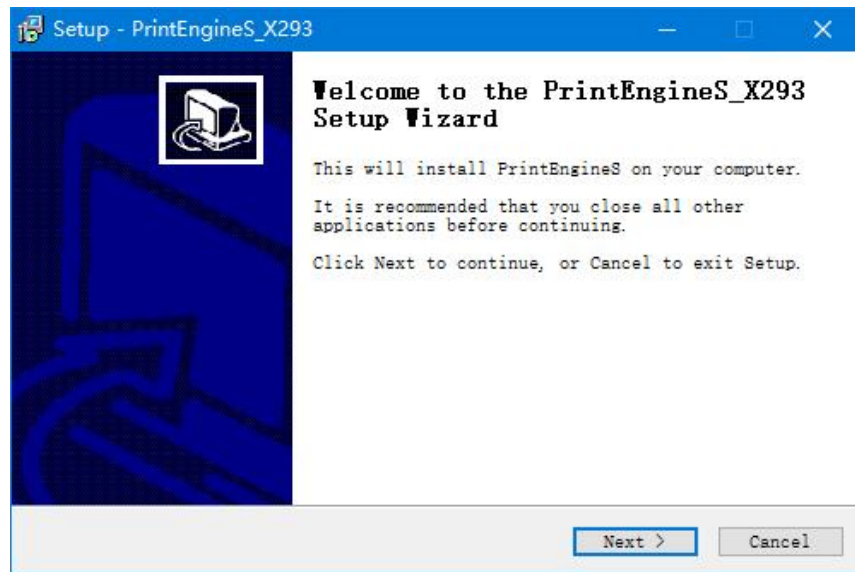 Setup - PrintEngineS_X293
Welcome to the PrintEngineS_X293
Setup Wizard
This will install PrintEngineS on your computer.
It is recommended that you close all other
applications before continuing.
Click Next to continue, or Cancel to exit Setup.
Next >
Cancel